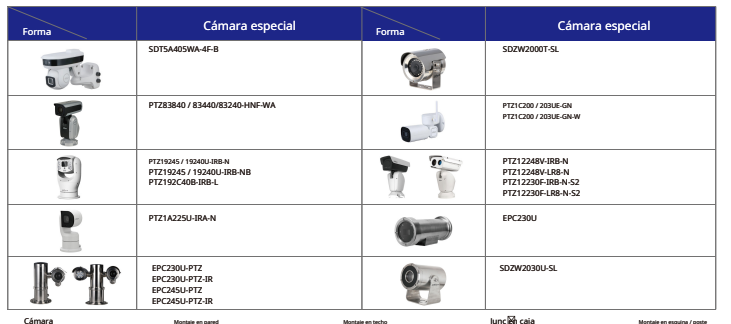 Forma
Cámara especial
Forma
Cámara especial
SDT5A405WA-4F-B
SDZW2000T-SL
PTZ83840 / 83440/83240-HNF-WA
PTZ1C200 / 203UE-GN
PTZ1C200 / 203UE-GN-W
PTZ19245 / 19240U-IRB-N
PTZ19245 / 19240U-IRB-NB
PTZ192C40B-IRB-L
PTZ12248V-IRB-N
PTZ12248V-LR8-N
PTZ12230F-IRB-N-S2
PTZ12230F-LR8-N-S2
PTZ1A225U-IRA-N
EPC230U
EPC230U-PTZ
EPC230U-PTZ-IR
EPC245U-PTZ
EPC245U-PTZ-IR
SDZW2030U-SL
Cámara
Montaje en pared
Montaje en techo
caja
Montaje en esquina / poste